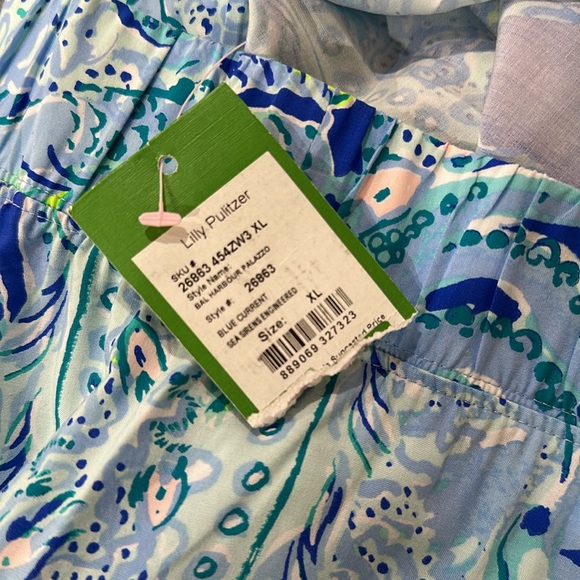 Lilly Pulitzer
SKU #:
26863 454ZW3 XL
Style Name:
BAL HARBOUR PALAZZO
Style #: 26863
BLUE CURRENT
SEA SIRENS ENGINEERED
Size: XL
889069 327323
Suggested Price